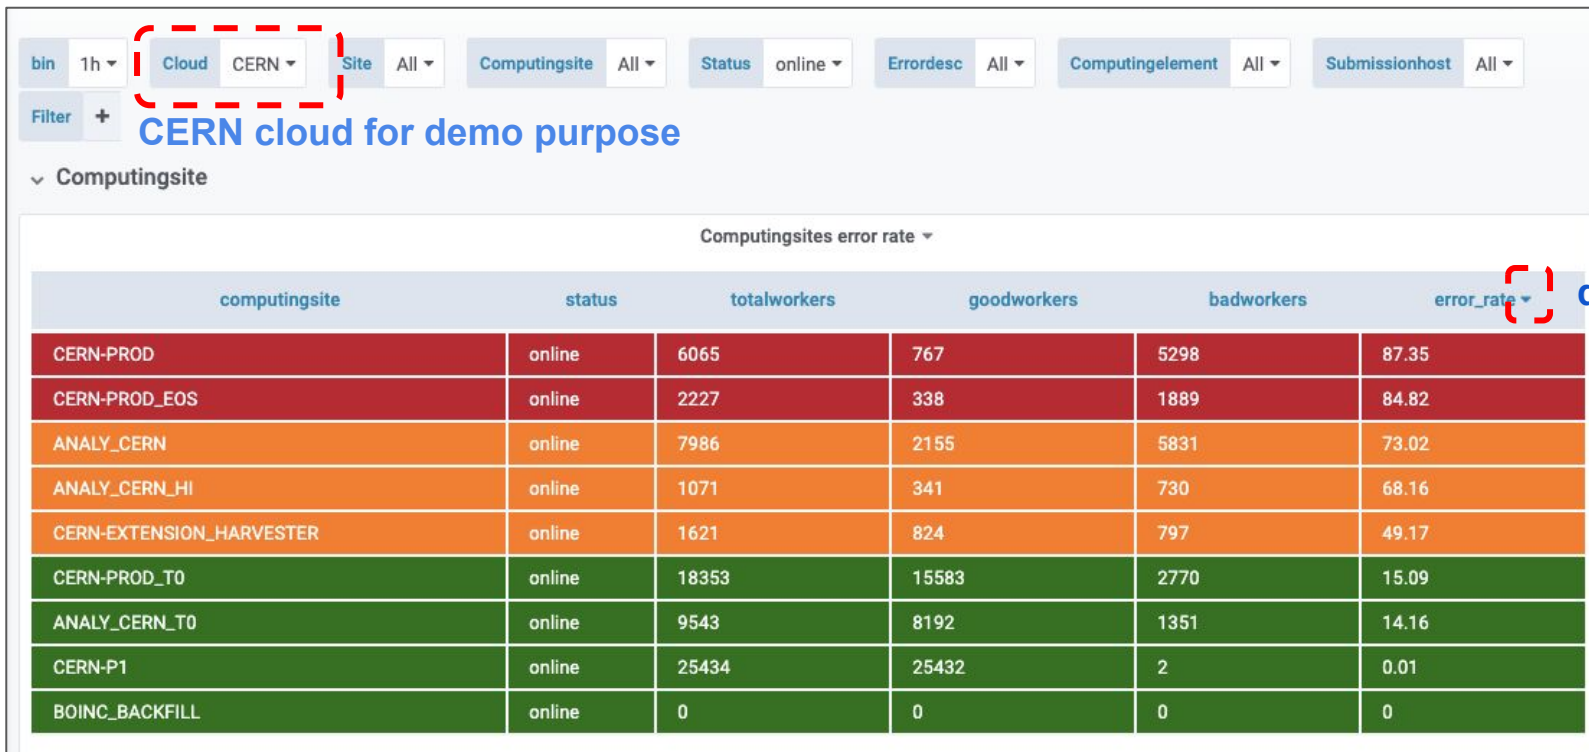 bin 1h Cloud CERN Site All Computingsite All Status online Errordesc All Computingelement All Submissionhost All
Filter +
CERN cloud for demo purpose
Computingsite
Computingsites error rate
computingsite status totalworkers goodworkers badworkers error_rate
CERN-PROD online 6065 767 5298 87.35
CERN-PROD_EOS online 2227 338 1889 84.82
ANALY_CERN online 7986 2155 5831 73.02
ANALY_CERN_HI online 1071 341 730 68.16
CERN-EXTENSION_HARVESTER online 1621 824 797 49.17
CERN-PROD_T0 online 18353 15583 2770 15.09
ANALY_CERN_T0 online 9543 8192 1351 14.16
CERN-P1 online 25434 25432 2 0.01
BOINC_BACKFILL online 0 0 0 0